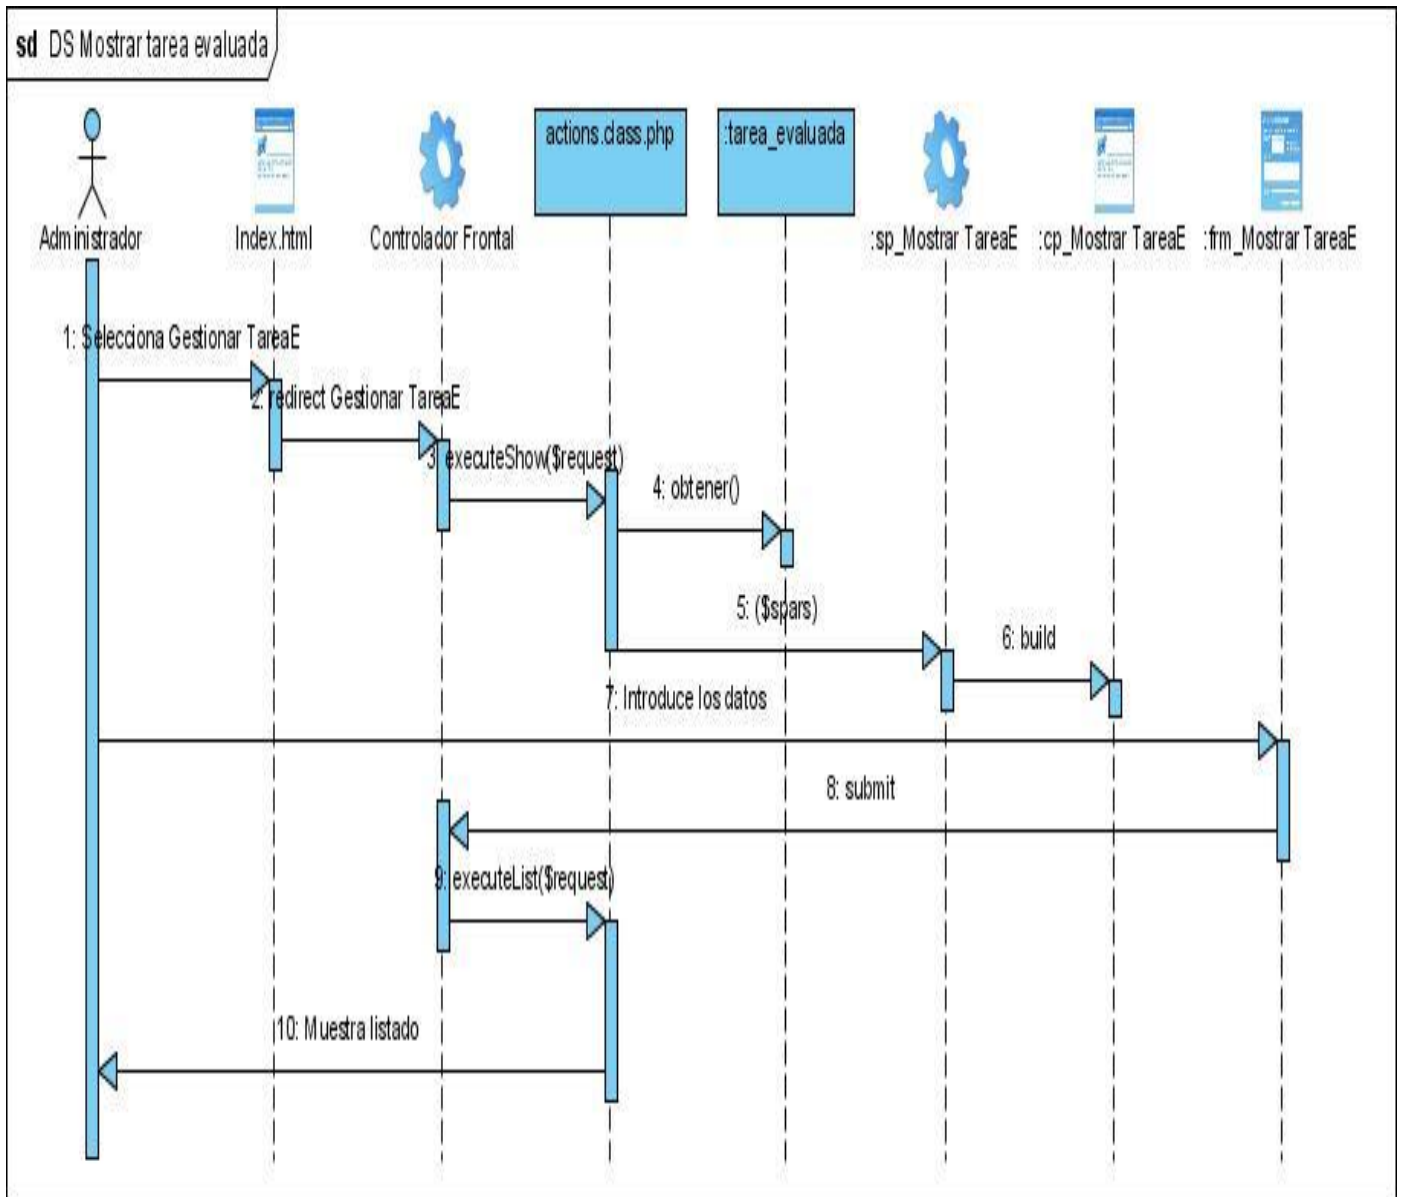 sd DS Mostrar tarea evaluada
actions.class.php
:tarea_evaluada
Administrador
Index.html
Controlador Frontal
:sp_Mostrar TareaE
:cp_Mostrar TareaE
:frm_Mostrar TareaE
1: Selecciona Gestionar TareaE
2: redirect Gestionar TareaE
3: executeShow($request)
4: obtener()
5: ($spars)
6: build
7: Introduce los datos
8: submit
9: executeList($request)
10: Muestra listado